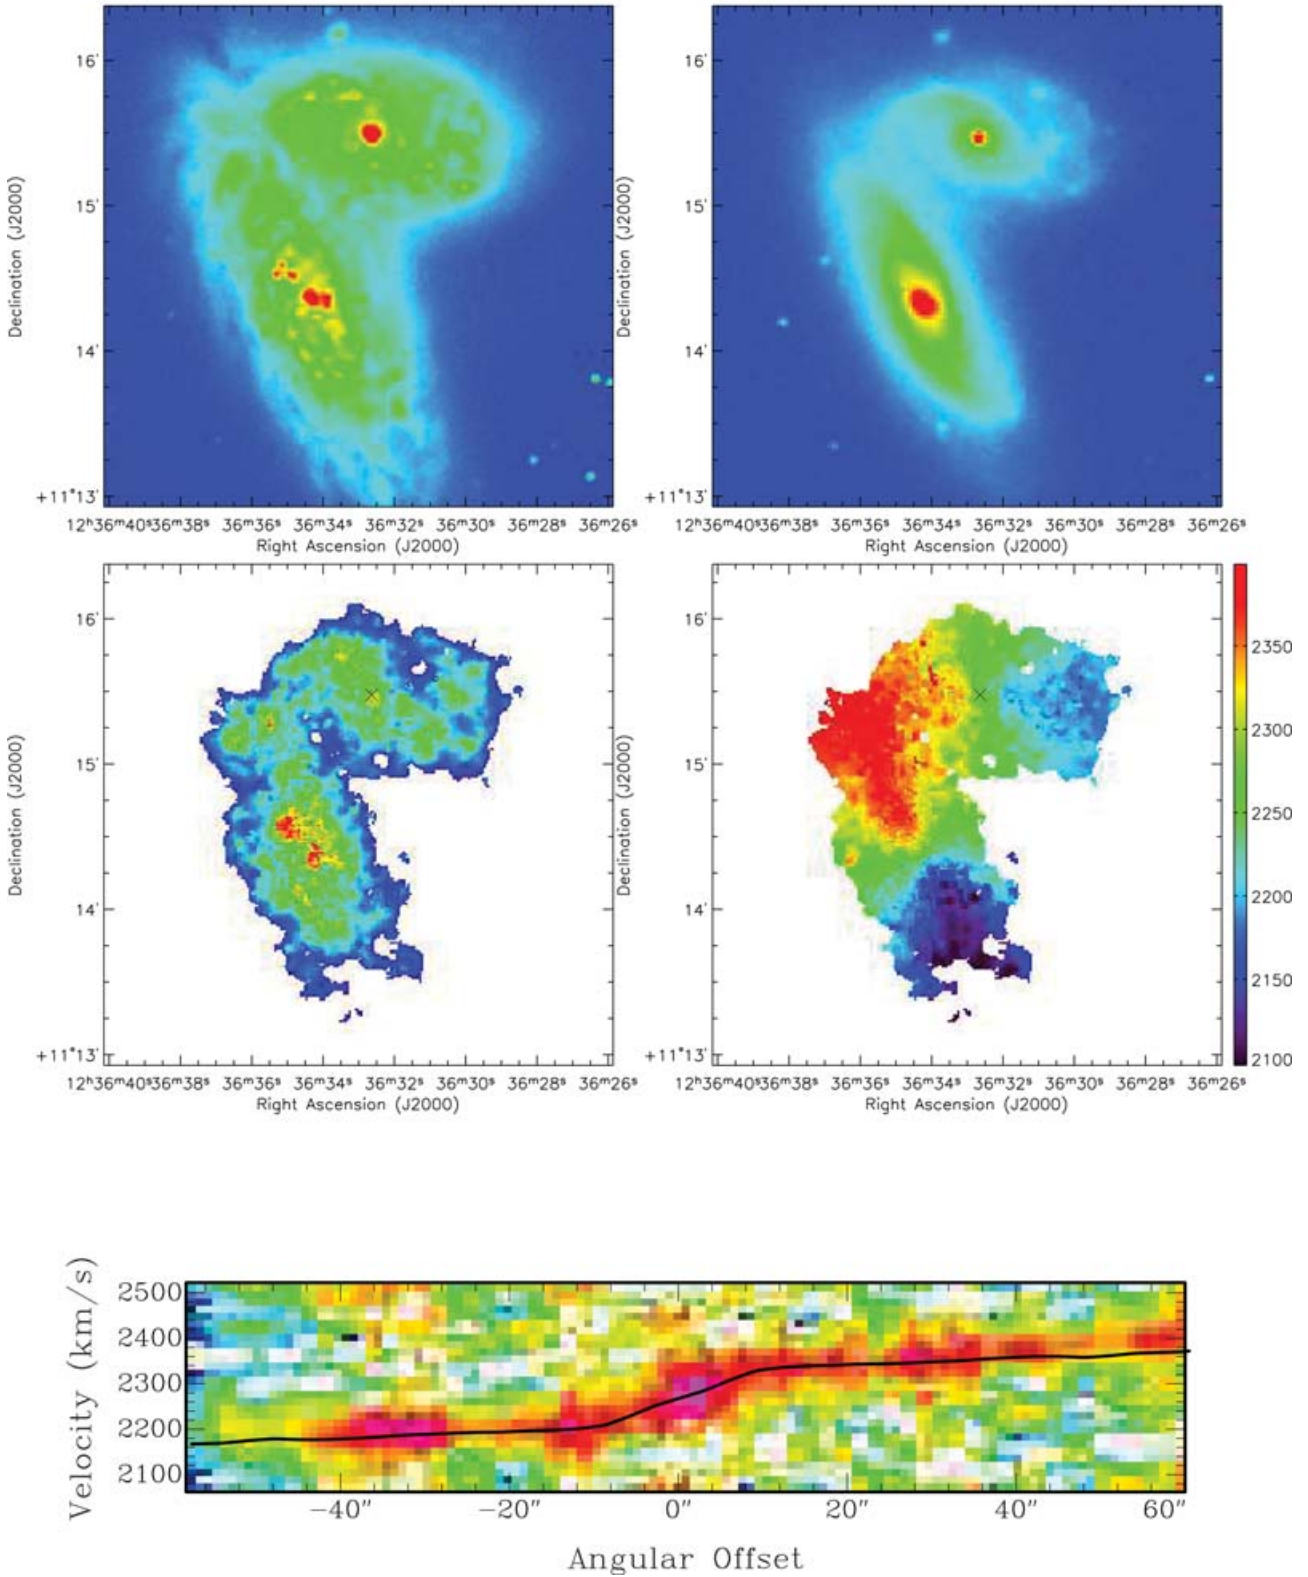 16'
15'
14'
+11°13'
Declination (J2000)
12ʰ36ᵐ40ˢ36ᵐ38ˢ 36ᵐ36ˢ 36ᵐ34ˢ 36ᵐ32ˢ 36ᵐ30ˢ 36ᵐ28ˢ 36ᵐ26ˢ
Right Ascension (J2000)
16'
15'
14'
+11°13'
Declination (J2000)
12ʰ36ᵐ40ˢ36ᵐ38ˢ 36ᵐ36ˢ 36ᵐ34ˢ 36ᵐ32ˢ 36ᵐ30ˢ 36ᵐ28ˢ 36ᵐ26ˢ
Right Ascension (J2000)
16'
15'
14'
+11°13'
Declination (J2000)
12ʰ36ᵐ40ˢ36ᵐ38ˢ 36ᵐ36ˢ 36ᵐ34ˢ 36ᵐ32ˢ 36ᵐ30ˢ 36ᵐ28ˢ 36ᵐ26ˢ
Right Ascension (J2000)
16'
15'
14'
+11°13'
Declination (J2000)
12ʰ36ᵐ40ˢ36ᵐ38ˢ 36ᵐ36ˢ 36ᵐ34ˢ 36ᵐ32ˢ 36ᵐ30ˢ 36ᵐ28ˢ 36ᵐ26ˢ
Right Ascension (J2000)
2350
2300
2250
2200
2150
2100
Velocity (km/s)
2500
2400
2300
2200
2100
−40″ −20″ 0″ 20″ 40″ 60″
Angular Offset